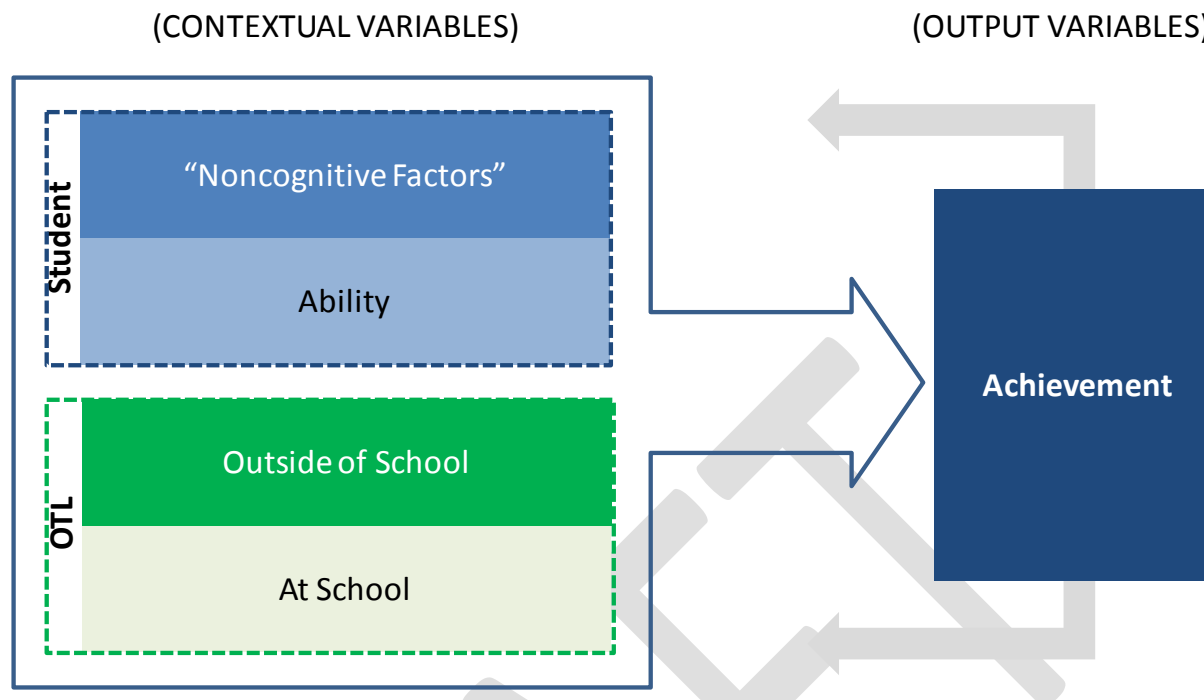 (CONTEXTUAL VARIABLES)
(OUTPUT VARIABLES)
Student
“Noncognitive Factors”
Ability
OTL
Outside of School
At School
Achievement